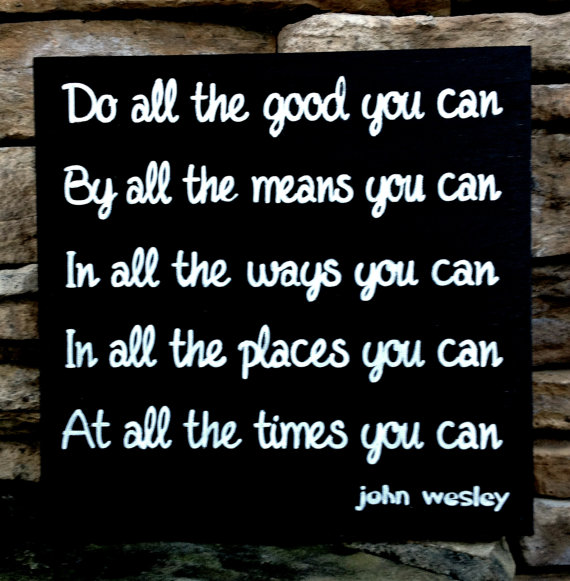 Do all the good you can
By all the means you can
In all the ways you can
In all the places you can
At all the times you can
john wesley